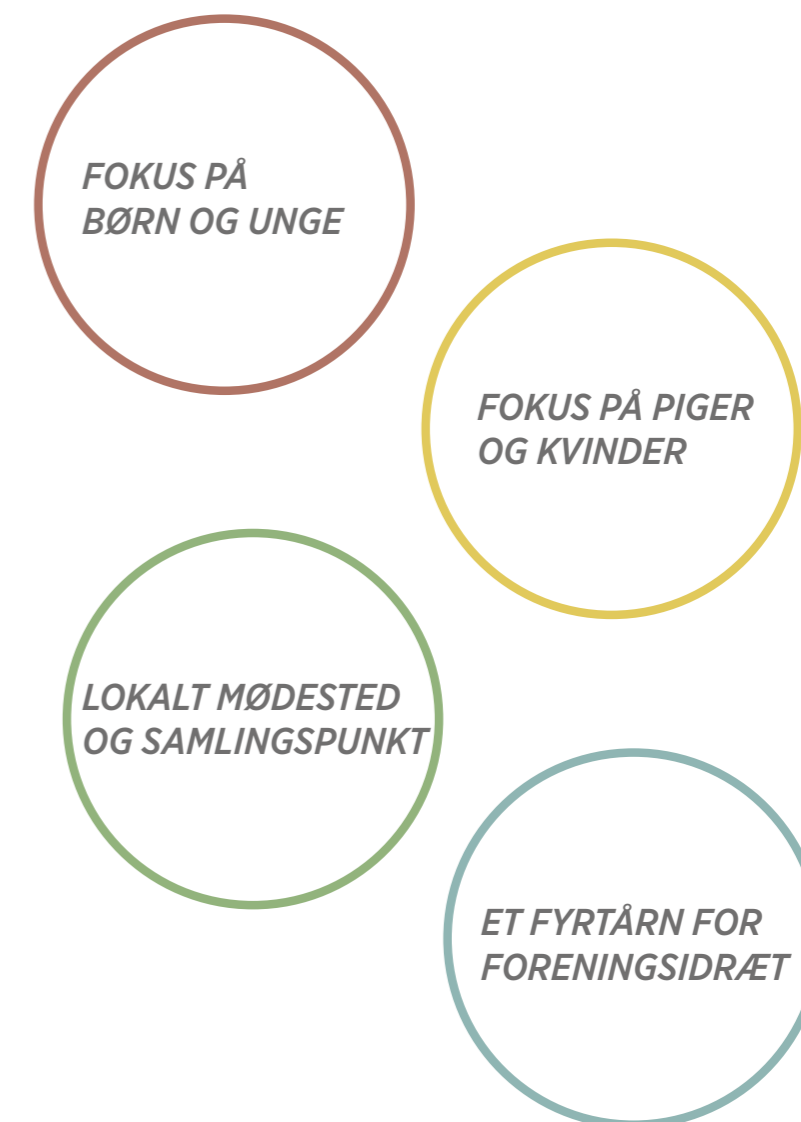 FOKUS PÅ
BØRN OG UNGE
FOKUS PÅ PIGER
OG KVINDER
LOKALT MØDESTED
OG SAMLINGSPUNKT
ET FYRTÅRN FOR
FORENINGSIDRÆT